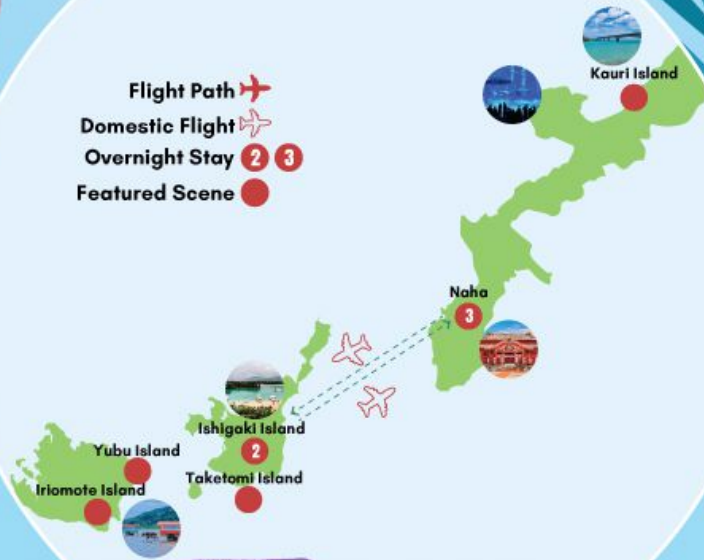 Flight Path
Domestic Flight
Overnight Stay 2 3
Featured Scene
Kauri Island
Naha
3
Ishigaki Island
2
Yubu Island
Taketomi Island
Iriomote Island